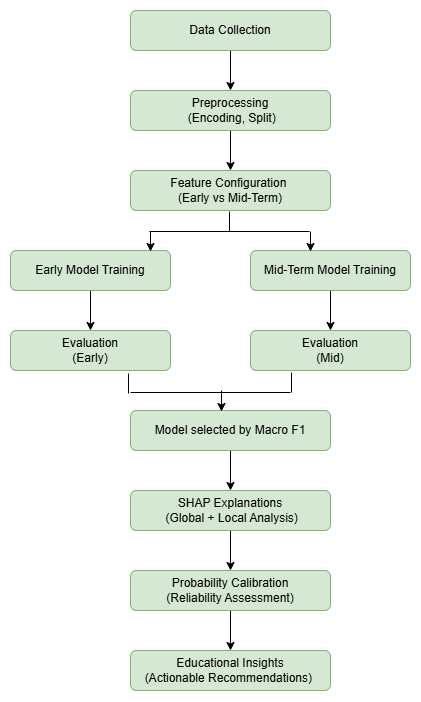 Data Collection
Preprocessing
(Encoding, Split)
Feature Configuration
(Early vs Mid-Term)
Early Model Training
Mid-Term Model Training
Evaluation
(Early)
Evaluation
(Mid)
Model selected by Macro F1
SHAP Explanations
(Global + Local Analysis)
Probability Calibration
(Reliability Assessment)
Educational Insights
(Actionable Recommendations)